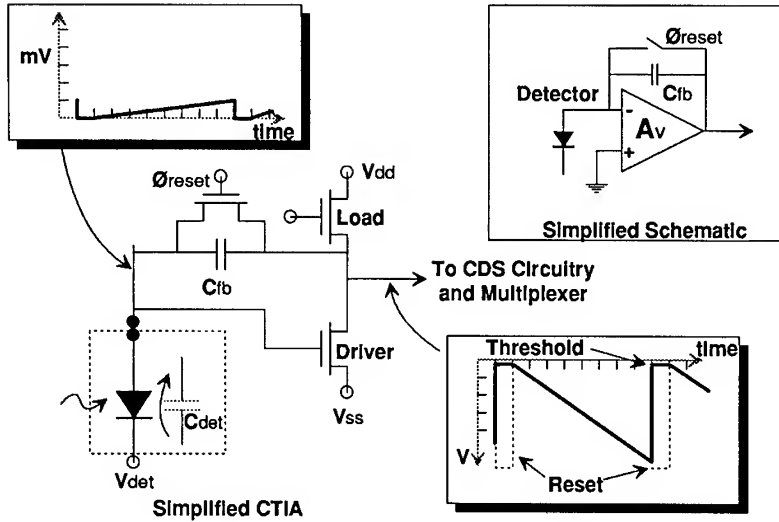 mV
time
Øreset
Cfb
Detector
-
Av
+
Simplified Schematic
Øreset
Vdd
Load
Cfb
To CDS Circuitry
and Multiplexer
Driver
Vss
Cdet
Vdet
Simplified CTIA
Threshold
time
V
Reset